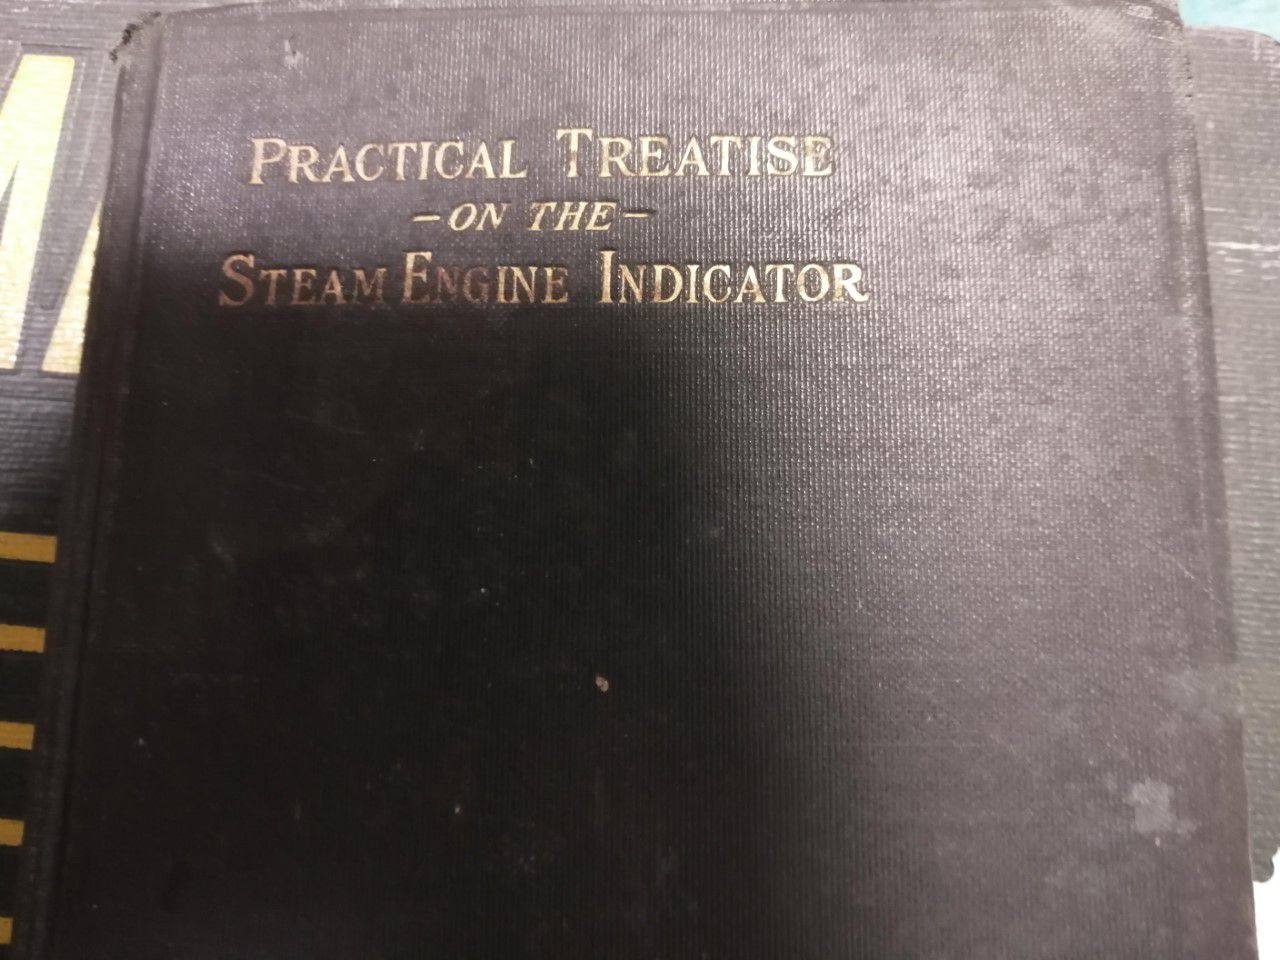 PRACTICAL TREATISE
-ON THE-
STEAM ENGINE INDICATOR